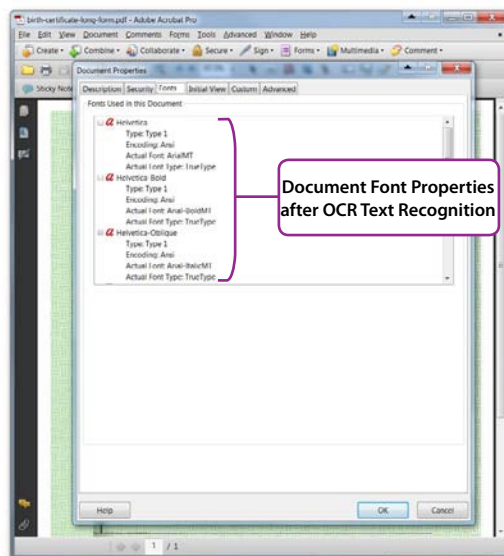 birth-certificate-long-form.pdf - Adobe Acrobat Pro
File Edit View Document Comments Forms Tools Advanced Window Help
Create Combine Collaborate Secure Sign Forms Multimedia Comment
Sticky Note
Document Properties
Description Security Fonts Initial View Custom Advanced
Fonts Used in this Document
Helvetica
Type: Type 1
Encoding: Ansi
Actual Font: ArialMT
Actual Font Type: TrueType
Helvetica-Bold
Type: Type 1
Encoding: Ansi
Actual Font: Arial-BoldMT
Actual Font Type: TrueType
Helvetica-Oblique
Type: Type 1
Encoding: Ansi
Actual Font: Arial-ItalicMT
Actual Font Type: TrueType
Document Font Properties
after OCR Text Recognition
Help OK Cancel
1 / 1